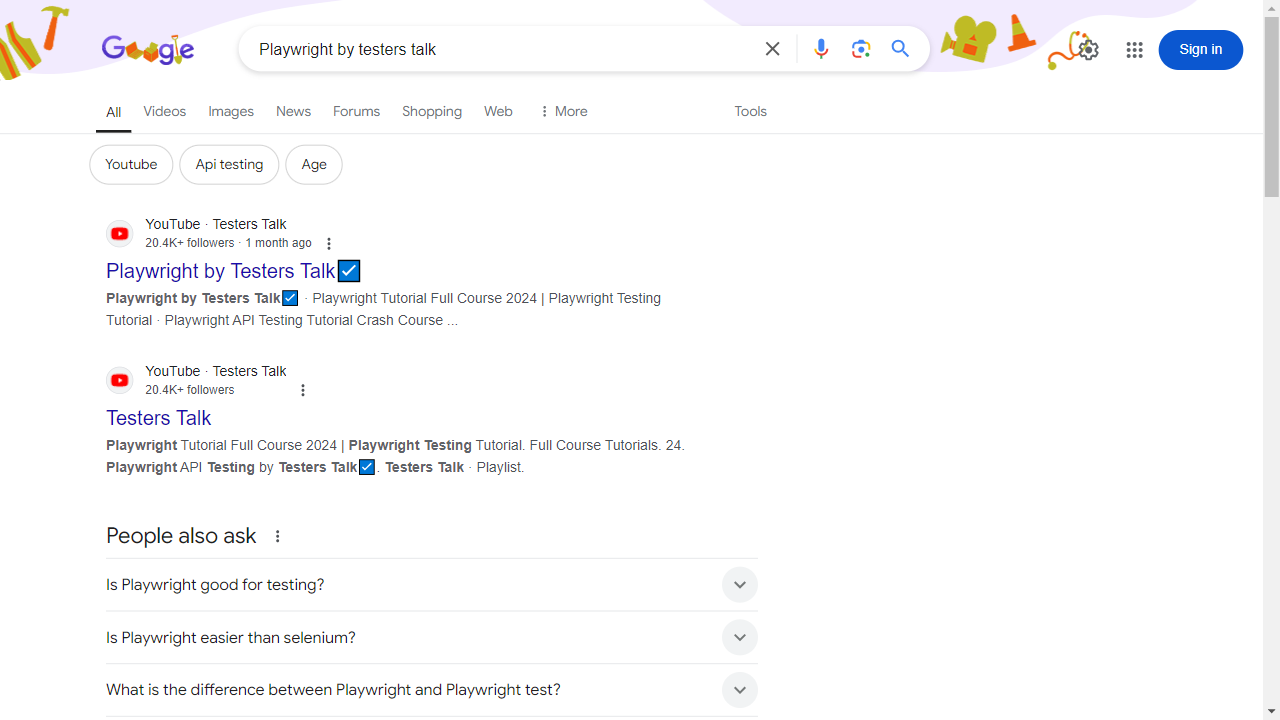 Google
Playwright by testers talk
Sign in
All Videos Images News Forums Shopping Web More Tools
Youtube Api testing Age
YouTube · Testers Talk
20.4K+ followers · 1 month ago
Playwright by Testers Talk☑️
Playwright by Testers Talk☑️ · Playwright Tutorial Full Course 2024 | Playwright Testing
Tutorial · Playwright API Testing Tutorial Crash Course ...
YouTube · Testers Talk
20.4K+ followers
Testers Talk
Playwright Tutorial Full Course 2024 | Playwright Testing Tutorial. Full Course Tutorials. 24.
Playwright API Testing by Testers Talk☑️. Testers Talk · Playlist.
People also ask
Is Playwright good for testing?
Is Playwright easier than selenium?
What is the difference between Playwright and Playwright test?